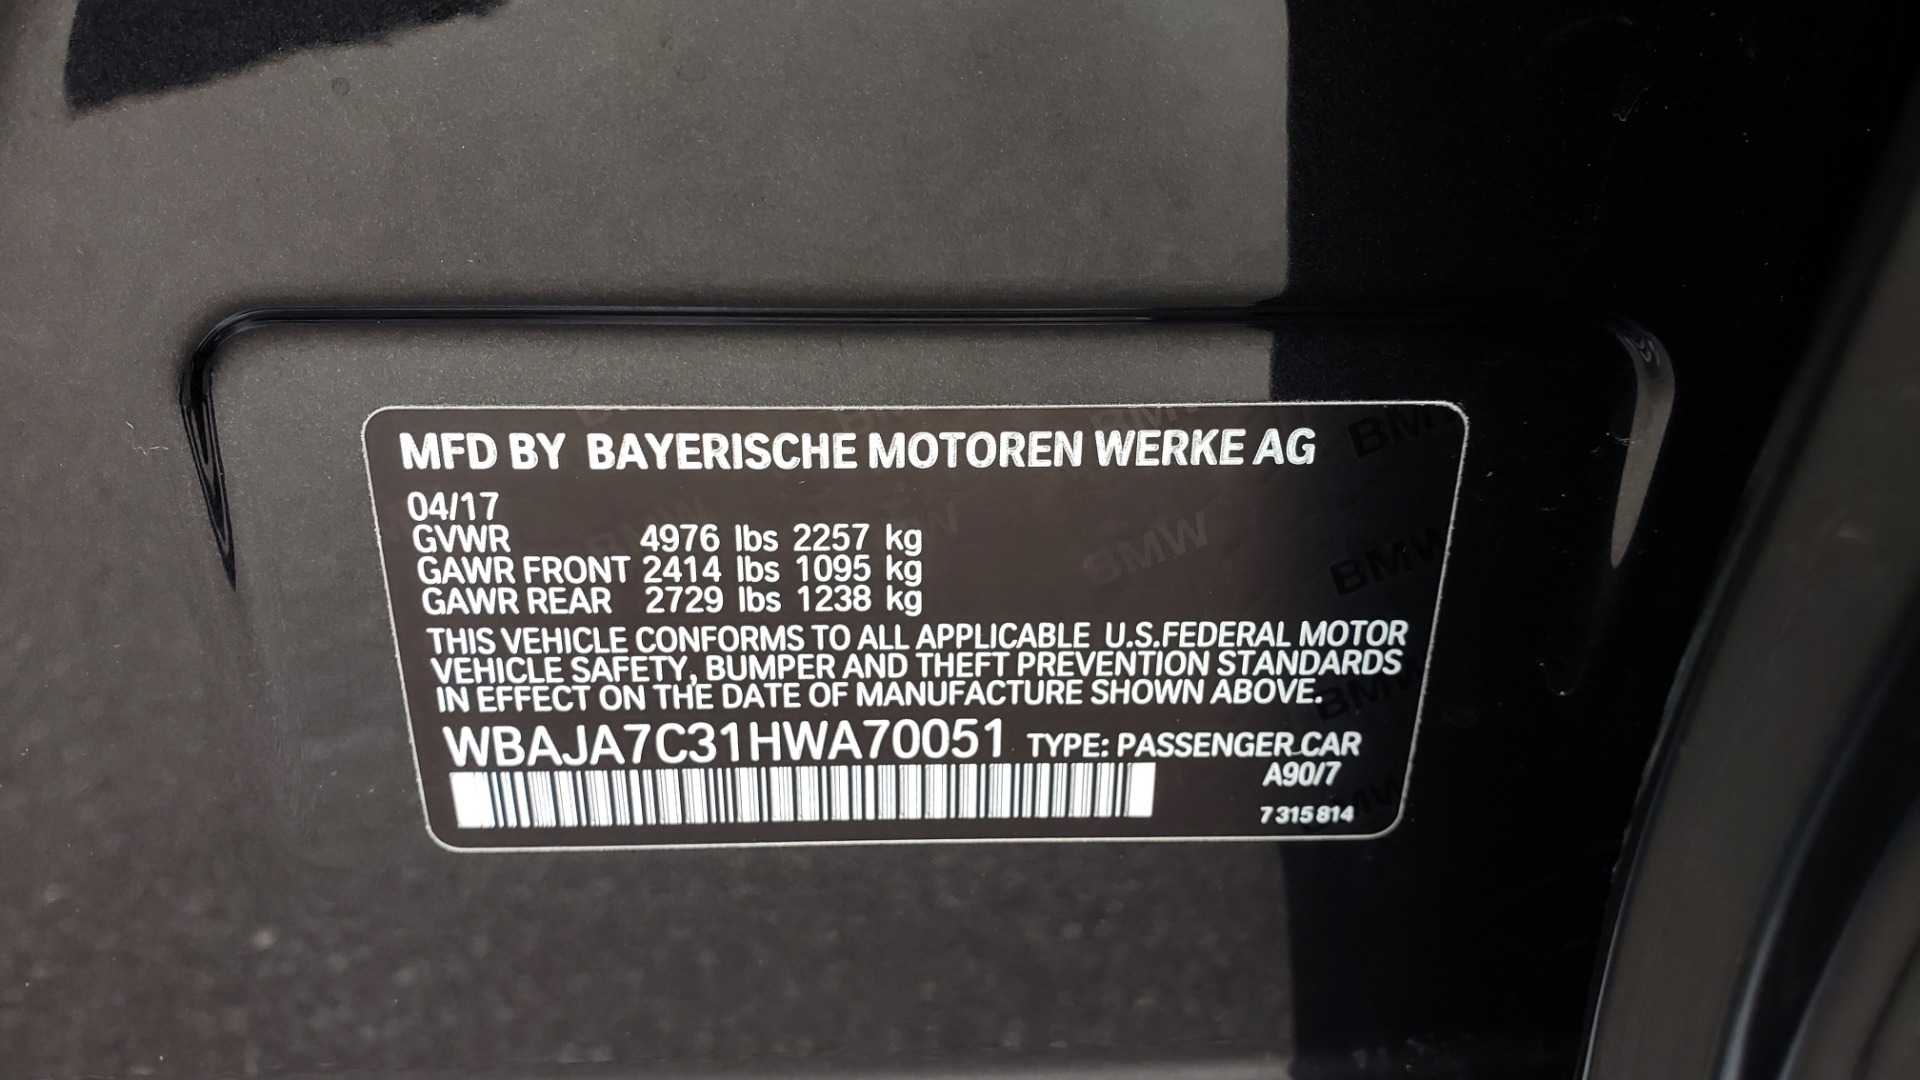 MFD BY BAYERISCHE MOTOREN WERKE AG
04/17
GVWR 4976 lbs 2257 kg
GAWR FRONT 2414 lbs 1095 kg
GAWR REAR 2729 lbs 1238 kg
THIS VEHICLE CONFORMS TO ALL APPLICABLE U.S.FEDERAL MOTOR
VEHICLE SAFETY, BUMPER AND THEFT PREVENTION STANDARDS
IN EFFECT ON THE DATE OF MANUFACTURE SHOWN ABOVE.
WBAJA7C31HWA70051 TYPE: PASSENGER CAR
A90/7
7 315 814